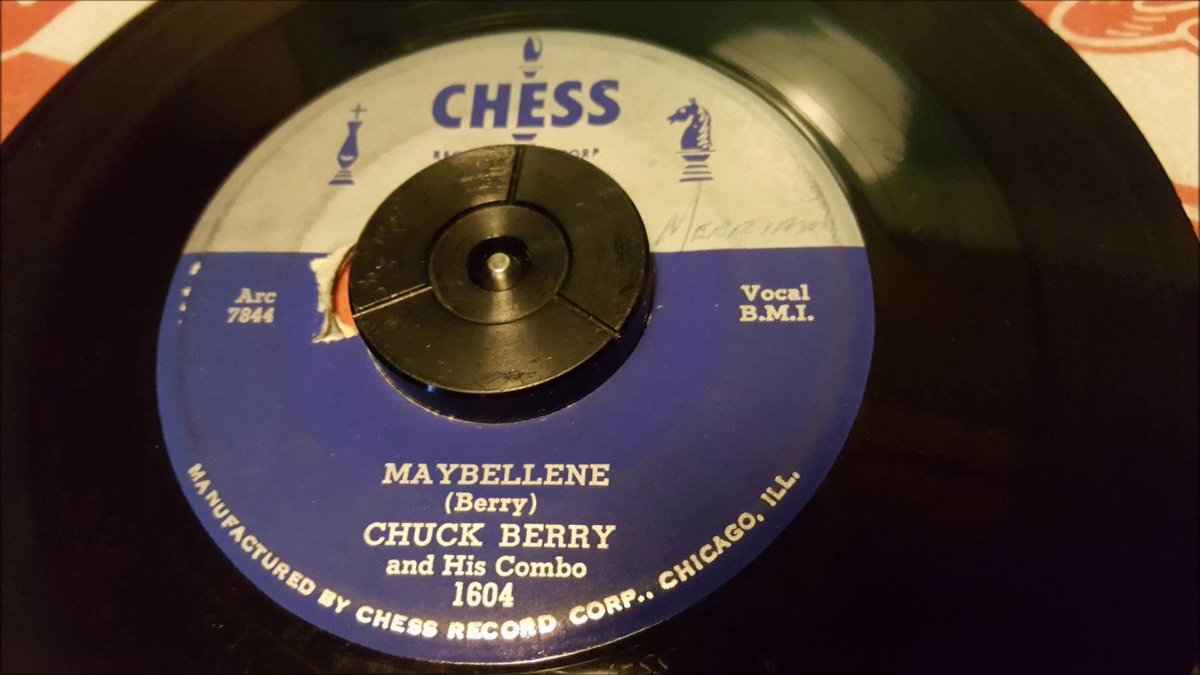 CHESS
Arc
7844
Vocal
B.M.I.
MAYBELLENE
(Berry)
CHUCK BERRY
and His Combo
1604
MANUFACTURED BY CHESS RECORD CORP., CHICAGO, ILL.